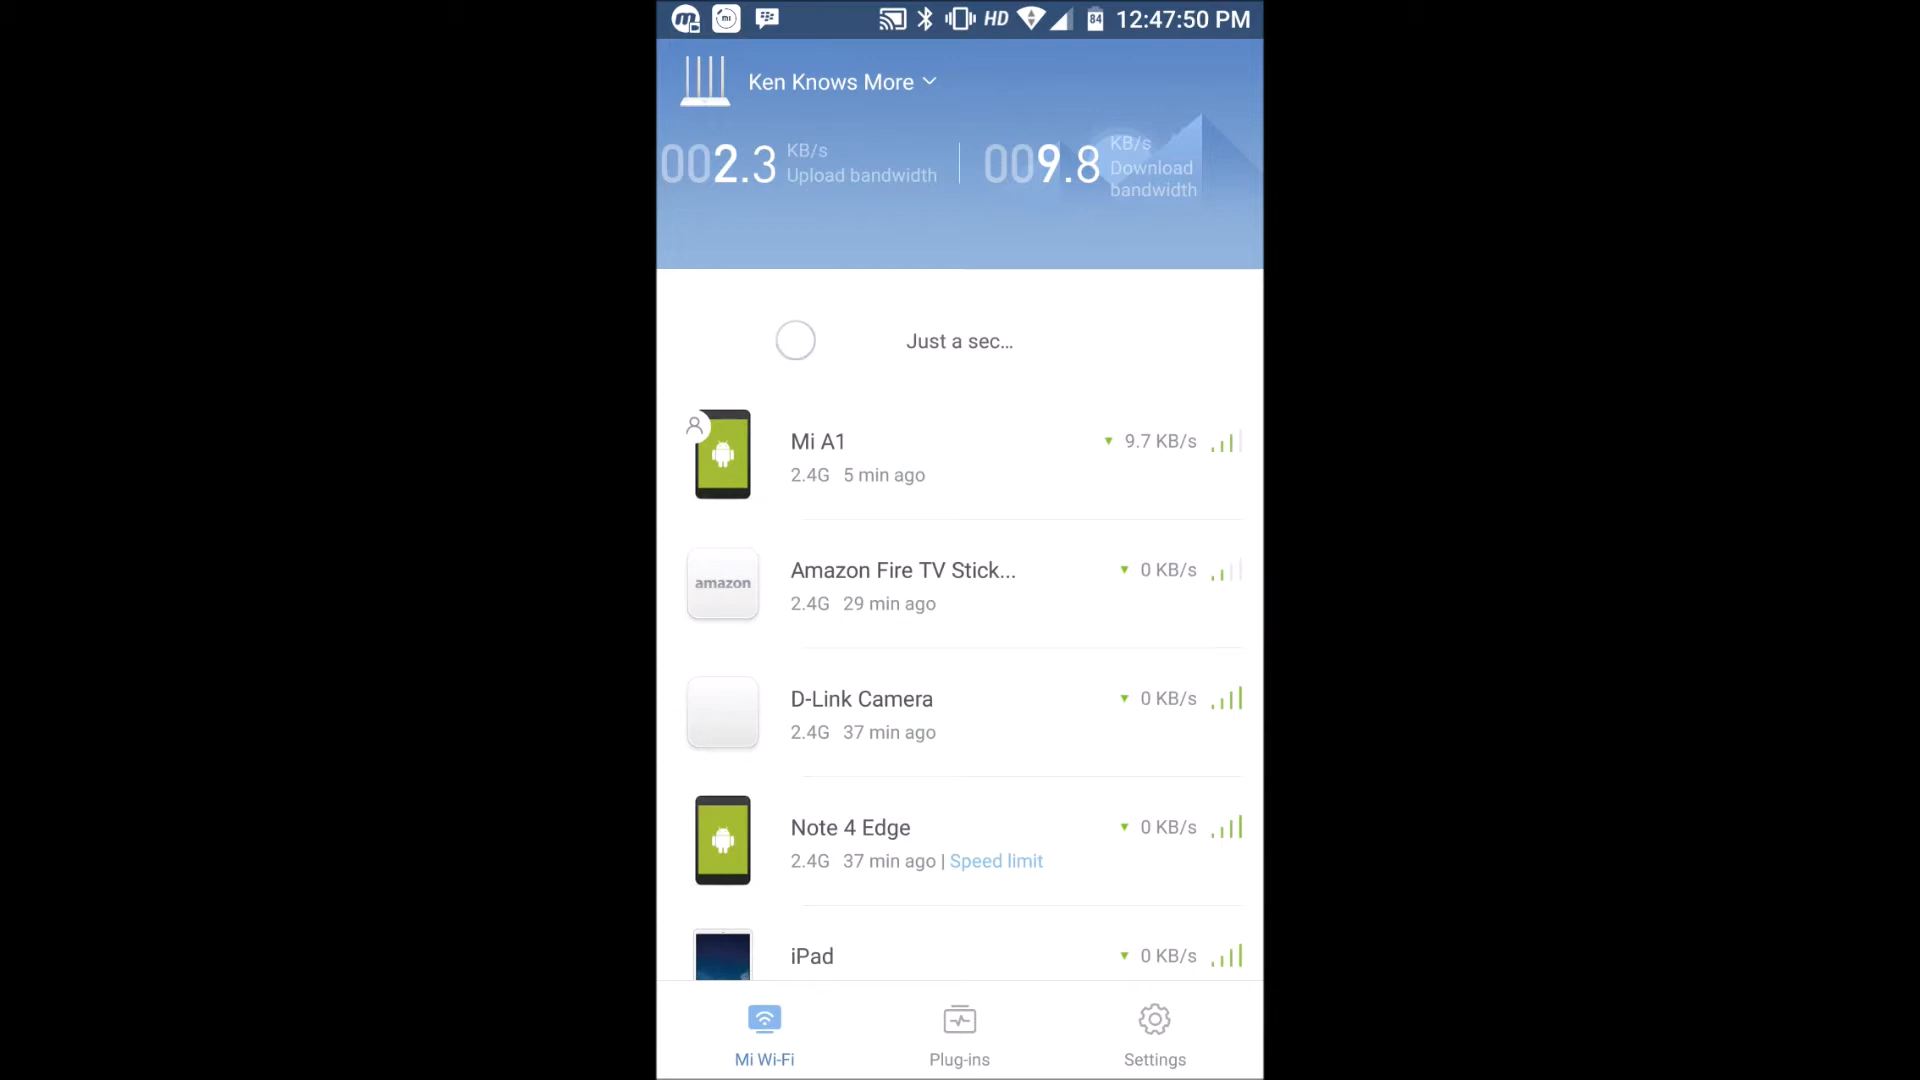 HD 84 12:47:50 PM
Ken Knows More
002.3 KB/s Upload bandwidth
009.8 KB/s Download bandwidth
Just a sec...
Mi A1 9.7 KB/s
2.4G 5 min ago
amazon
Amazon Fire TV Stick... 0 KB/s
2.4G 29 min ago
D-Link Camera 0 KB/s
2.4G 37 min ago
Note 4 Edge 0 KB/s
2.4G 37 min ago | Speed limit
iPad 0 KB/s
Mi Wi-Fi Plug-ins Settings